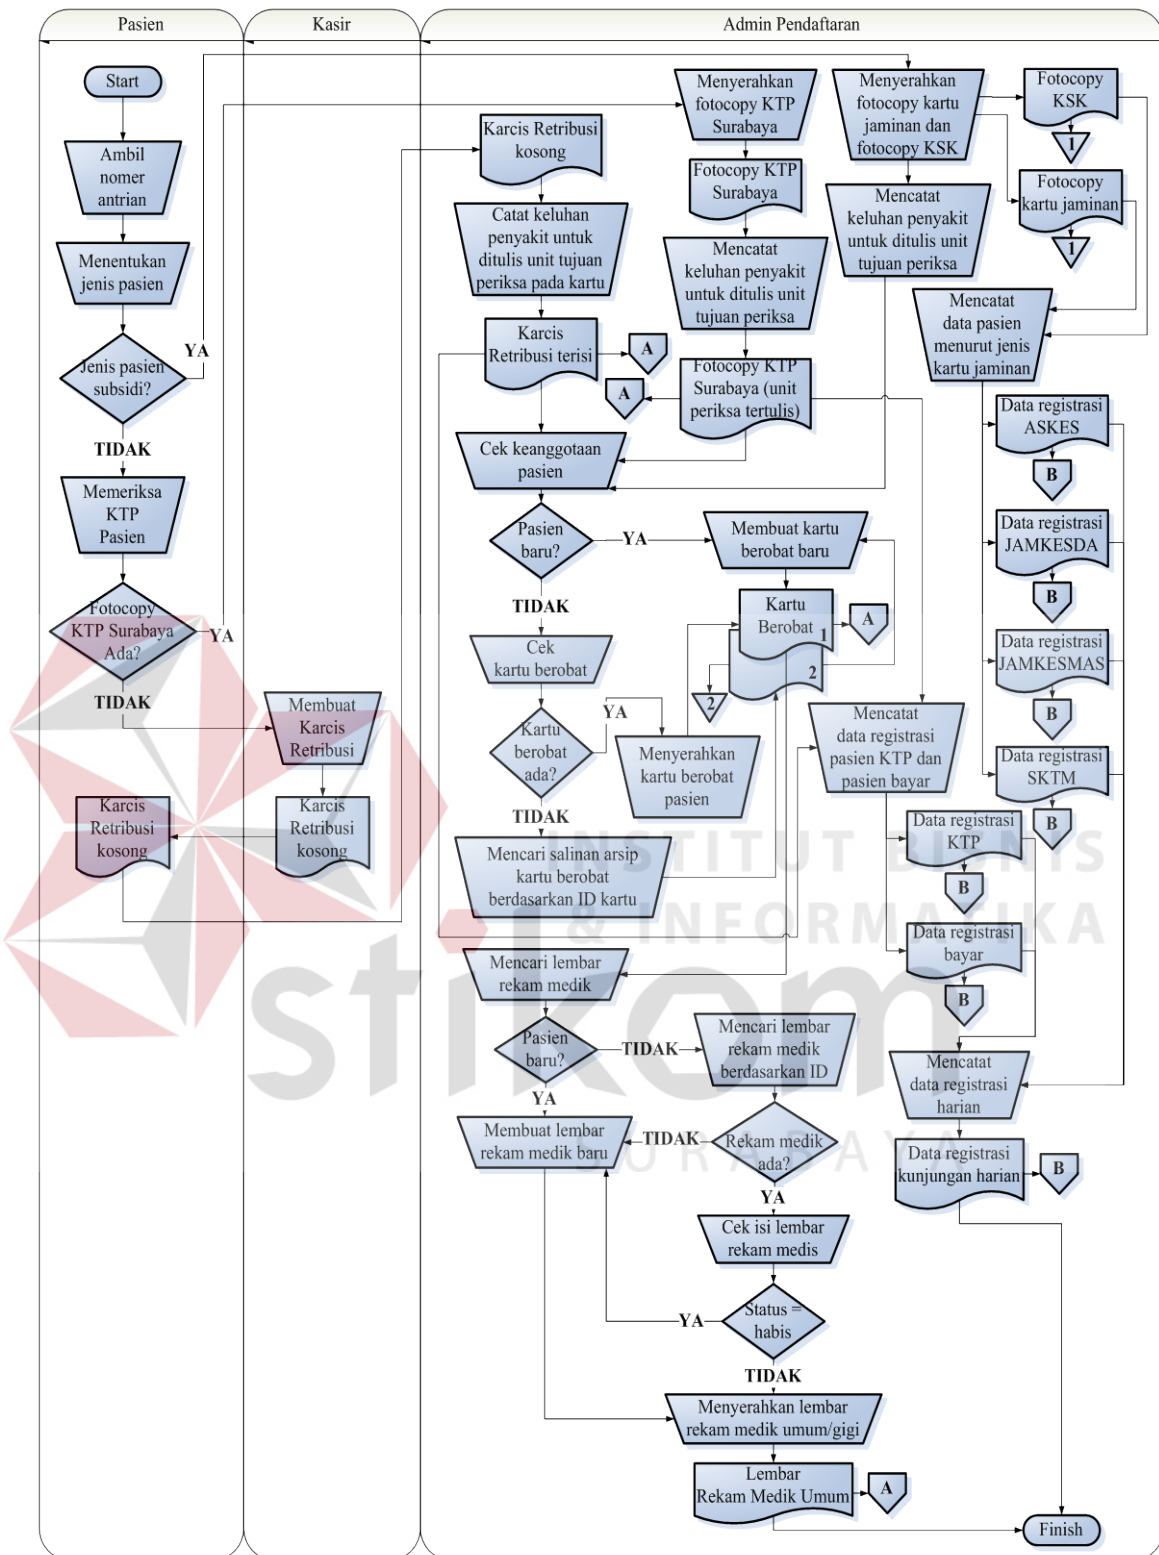 Pasien
Kasir
Admin Pendaftaran
Start
Ambil
nomer
antrian
Menentukan
jenis pasien
Jenis pasien
subsidi?
YA
TIDAK
Memeriksa
KTP
Pasien
Fotocopy
KTP Surabaya
Ada?
YA
TIDAK
Membuat
Karcis
Retribusi
Karcis
Retribusi
kosong
Karcis
Retribusi
kosong
Karcis Retribusi
kosong
Catat keluhan
penyakit untuk
ditulis unit tujuan
periksa pada kartu
Karcis
Retribusi terisi
A
Menyerahkan
fotocopy KTP
Surabaya
Fotocopy KTP
Surabaya
Mencatat
keluhan penyakit
untuk ditulis unit
tujuan periksa
Fotocopy KTP
Surabaya (unit
periksa tertulis)
A
Menyerahkan
fotocopy kartu
jaminan dan
fotocopy KSK
Fotocopy
KSK
1
Fotocopy
kartu jaminan
1
Mencatat
keluhan penyakit
untuk ditulis unit
tujuan periksa
Mencatat
data pasien
menurut jenis
kartu jaminan
Data registrasi
ASKES
B
Data registrasi
JAMKESDA
B
Data registrasi
JAMKESMAS
B
Data registrasi
SKTM
B
Cek keanggotaan
pasien
Pasien
baru?
YA
TIDAK
Membuat kartu
berobat baru
Kartu
Berobat
1
A
2
2
Cek
kartu berobat
Kartu
berobat
ada?
YA
TIDAK
Menyerahkan
kartu berobat
pasien
Mencatat
data registrasi
pasien KTP dan
pasien bayar
Data registrasi
KTP
B
Data registrasi
bayar
B
Mencari salinan arsip
kartu berobat
berdasarkan ID kartu
Mencari lembar
rekam medik
Pasien
baru?
TIDAK
YA
Mencari lembar
rekam medik
berdasarkan ID
Membuat lembar
rekam medik baru
Rekam medik
ada?
TIDAK
YA
Mencatat
data registrasi
harian
Data registrasi
kunjungan harian
B
Cek isi lembar
rekam medis
Status =
habis
YA
TIDAK
Menyerahkan lembar
rekam medik umum/gigi
Lembar
Rekam Medik Umum
A
Finish
INSTITUT BISNIS
& INFORMATIKA
stikom
SURABAYA